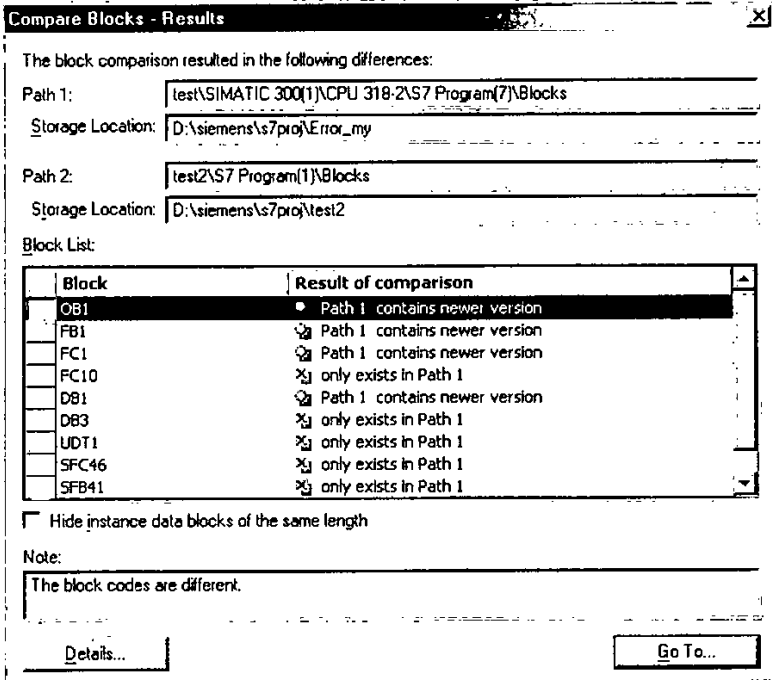 Compare Blocks - Results
The block comparison resulted in the following differences:
Path 1: test\SIMATIC 300(1)\CPU 318-2\S7 Program(7)\Blocks
Storage Location: D:\siemens\s7proj\Error_my
Path 2: test2\S7 Program(1)\Blocks
Storage Location: D:\siemens\s7proj\test2
Block List:
Block Result of comparison
OB1 Path 1 contains newer version
FB1 Path 1 contains newer version
FC1 Path 1 contains newer version
FC10 only exists in Path 1
DB1 Path 1 contains newer version
DB3 only exists in Path 1
UDT1 only exists in Path 1
SFC46 only exists in Path 1
SFB41 only exists in Path 1
Hide instance data blocks of the same length
Note:
The block codes are different.
Details... Go To...